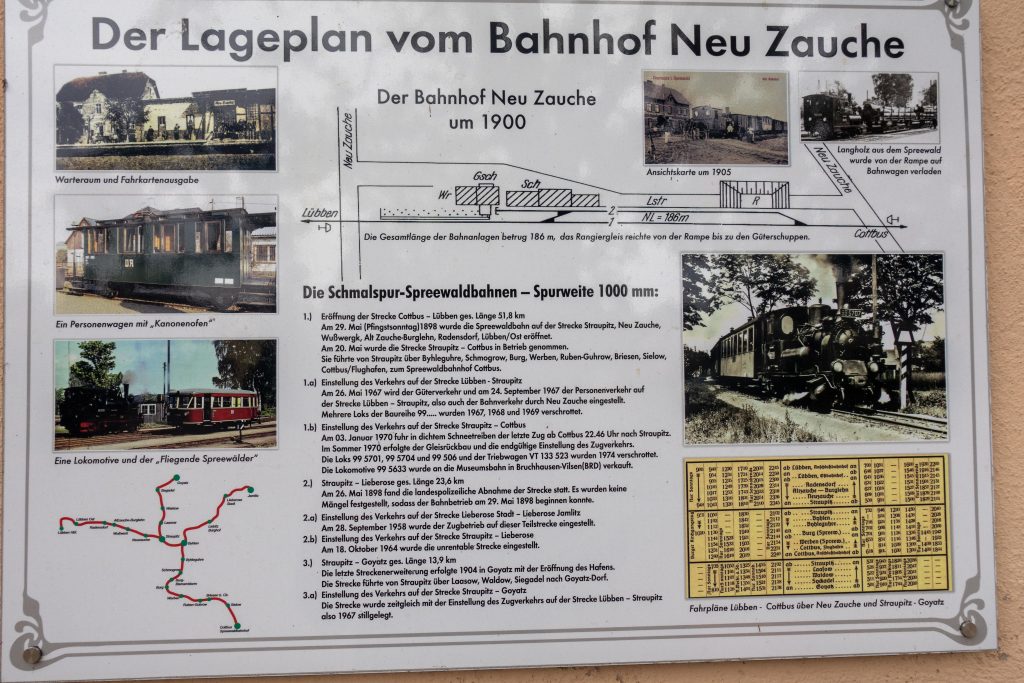 Der Lageplan vom Bahnhof Neu Zauche
Der Bahnhof Neu Zauche
um 1900
Warteraum und Fahrkartenausgabe
Ansichtskarte um 1905
Langholz aus dem Spreewald
wurde von der Rampe auf
Bahnwagen verladen
Neu Zauche
Neu Zauche
Gsch
Wr
Sch
Lstr
R
Lübben
2
1
NL = 186m
Cottbus
Die Gesamtlänge der Bahnanlagen betrug 186 m, das Rangiergleis reichte von der Rampe bis zu den Güterschuppen.
Ein Personenwagen mit „Kanonenofen“
Eine Lokomotive und der „Fliegende Spreewälder“
Die Schmalspur-Spreewaldbahnen – Spurweite 1000 mm:
1.) Eröffnung der Strecke Cottbus – Lübben ges. Länge 51,8 km
Am 29. Mai (Pfingstsonntag)1898 wurde die Spreewaldbahn auf der Strecke Straupitz, Neu Zauche,
Wußwergk, Alt Zauche-Burglehn, Radensdorf, Lübben/Ost eröffnet.
Am 20. Mai wurde die Strecke Straupitz – Cottbus in Betrieb genommen.
Sie führte von Straupitz über Byhleguhre, Schmogrow, Burg, Werben, Ruben-Guhrow, Briesen, Sielow,
Cottbus/Flughafen, zum Spreewaldbahnhof Cottbus.
1.a) Einstellung des Verkehrs auf der Strecke Lübben - Straupitz
Am 26. Mai 1967 wird der Güterverkehr und am 24. September 1967 der Personenverkehr auf
der Strecke Lübben – Straupitz, also auch der Bahnverkehr durch Neu Zauche eingestellt.
Mehrere Loks der Baureihe 99..... wurden 1967, 1968 und 1969 verschrottet.
1.b) Einstellung des Verkehrs auf der Strecke Straupitz – Cottbus
Am 03. Januar 1970 fuhr in dichtem Schneetreiben der letzte Zug ab Cottbus 22.46 Uhr nach Straupitz.
Im Sommer 1970 erfolgte der Gleisrückbau und die endgültige Einstellung des Zugverkehrs.
Die Loks 99 5701, 99 5704 und 99 506 und der Triebwagen VT 133 523 wurden 1974 verschrottet.
Die Lokomotive 99 5633 wurde an die Museumsbahn in Bruchhausen-Vilsen(BRD) verkauft.
2.) Straupitz – Lieberose ges. Länge 23,6 km
Am 26. Mai 1898 fand die landespolizeiliche Abnahme der Strecke statt. Es wurden keine
Mängel festgestellt, sodass der Bahnbetrieb am 29. Mai 1898 beginnen konnte.
2.a) Einstellung des Verkehrs auf der Strecke Lieberose Stadt – Lieberose Jamlitz
Am 28. September 1958 wurde der Zugbetrieb auf dieser Teilstrecke eingestellt.
2.b) Einstellung des Verkehrs auf der Strecke Straupitz – Lieberose
Am 18. Oktober 1964 wurde die unrentable Strecke eingestellt.
3.) Straupitz – Goyatz ges. Länge 13,9 km
Die letzte Streckenerweiterung erfolgte 1904 in Goyatz mit der Eröffnung des Hafens.
Die Strecke führte von Straupitz über Laasow, Waldow, Siegadel nach Goyatz-Dorf.
3.a) Einstellung des Verkehrs auf der Strecke Straupitz – Goyatz
Die Strecke wurde zeitgleich mit der Einstellung des Zugverkehrs auf der Strecke Lübben – Straupitz
also 1967 stillgelegt.
Fahrpläne Lübben - Cottbus über Neu Zauche und Straupitz - Goyatz